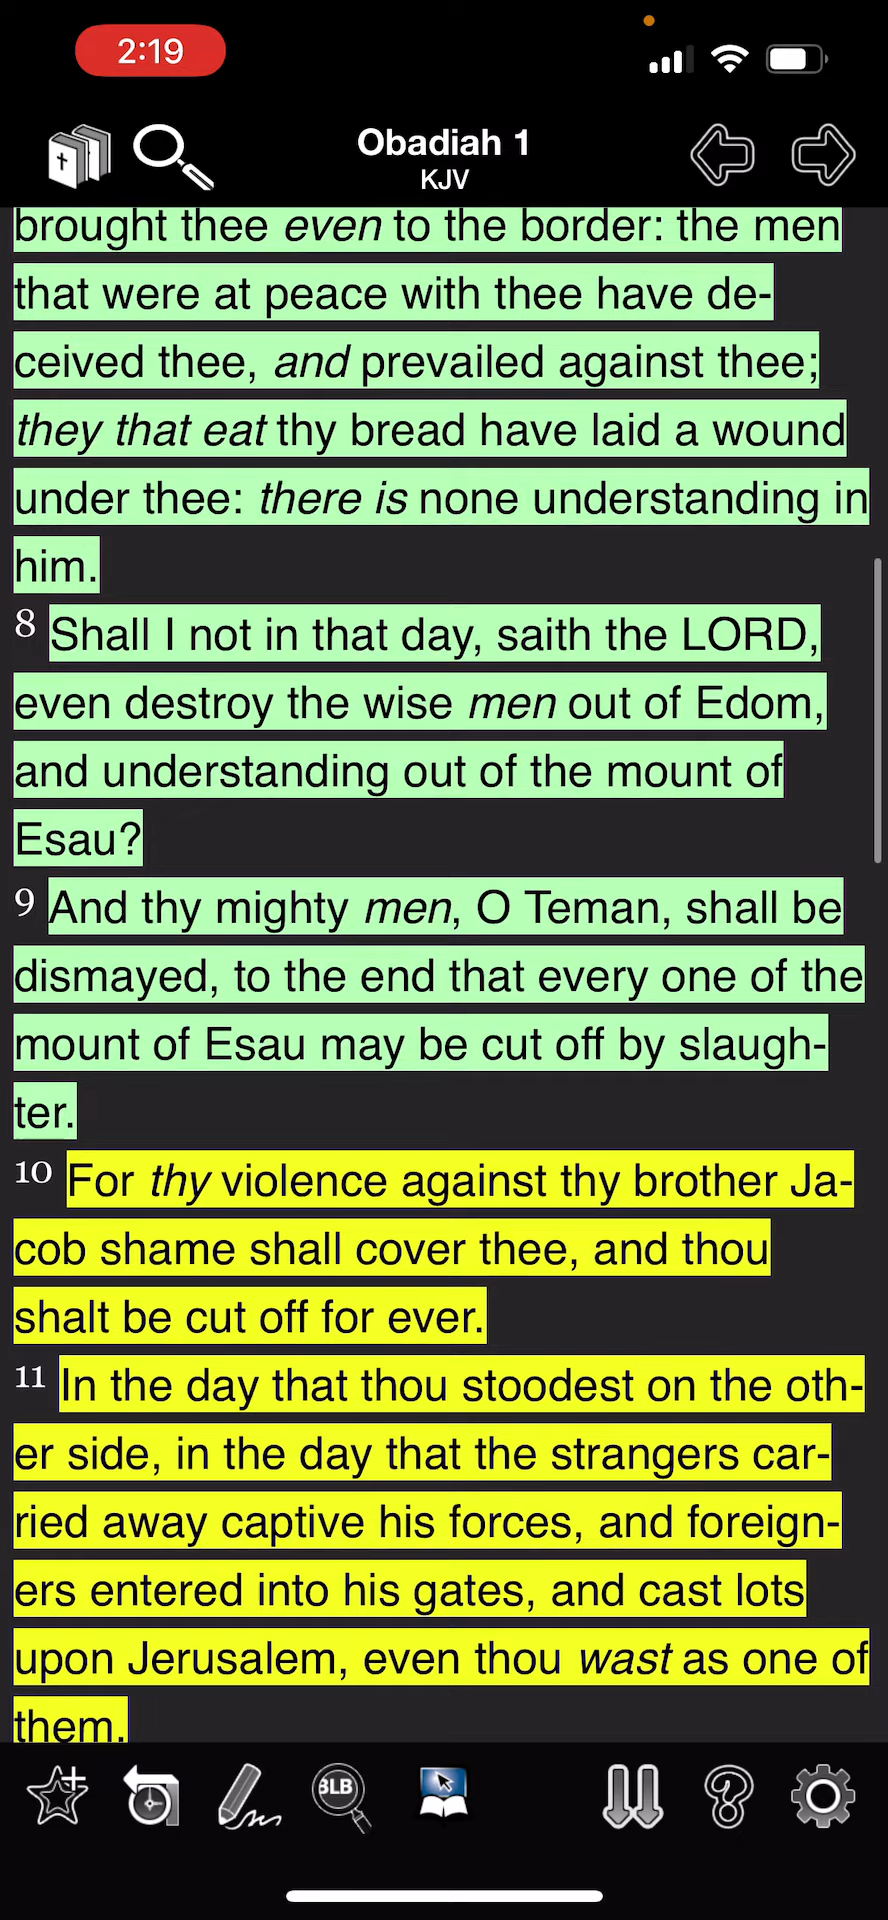 2:19
Obadiah 1
KJV
brought thee even to the border: the men
that were at peace with thee have de-
ceived thee, and prevailed against thee;
they that eat thy bread have laid a wound
under thee: there is none understanding in
him.
8 Shall I not in that day, saith the LORD,
even destroy the wise men out of Edom,
and understanding out of the mount of
Esau?
9 And thy mighty men, O Teman, shall be
dismayed, to the end that every one of the
mount of Esau may be cut off by slaugh-
ter.
10 For thy violence against thy brother Ja-
cob shame shall cover thee, and thou
shalt be cut off for ever.
11 In the day that thou stoodest on the oth-
er side, in the day that the strangers car-
ried away captive his forces, and foreign-
ers entered into his gates, and cast lots
upon Jerusalem, even thou wast as one of
them.
BLB